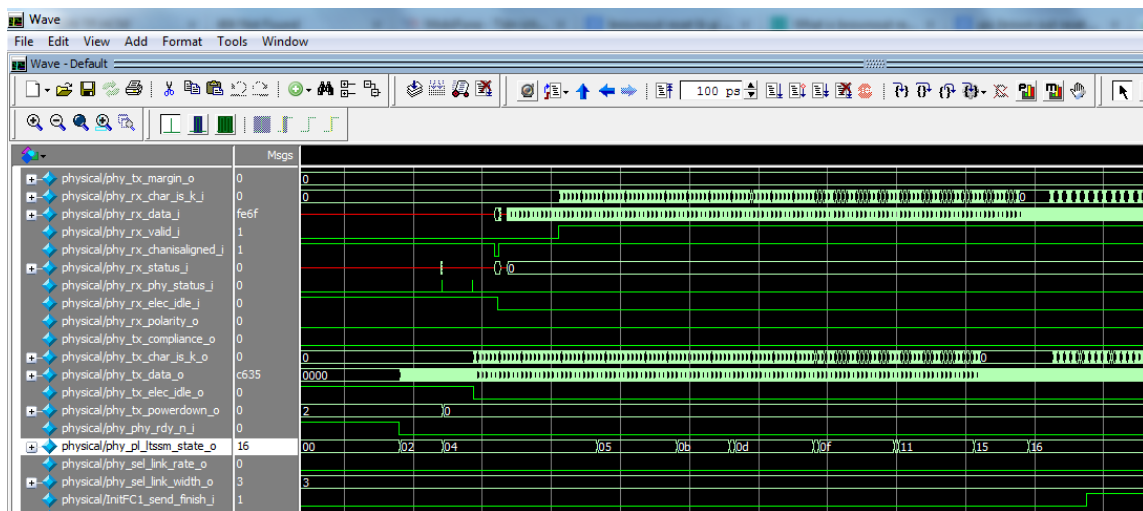 Wave
File Edit View Add Format Tools Window
Wave - Default
100 ps
Msgs
physical/phy_tx_margin_o 0 0
physical/phy_rx_char_is_k_i 0 0 0
physical/phy_rx_data_i fe6f
physical/phy_rx_valid_i 1
physical/phy_rx_chanisaligned_i 1
physical/phy_rx_status_i 0 0
physical/phy_rx_phy_status_i 0
physical/phy_rx_elec_idle_i 0
physical/phy_rx_polarity_o 0
physical/phy_tx_compliance_o 0
physical/phy_tx_char_is_k_o 0 0 0
physical/phy_tx_data_o c635 0000
physical/phy_tx_elec_idle_o 0
physical/phy_tx_powerdown_o 0 2 0
physical/phy_phy_rdy_n_i 0
physical/phy_pl_ltssm_state_o 16 00 02 04 05 0b 0d 0f 11 15 16
physical/phy_sel_link_rate_o 0
physical/phy_sel_link_width_o 3 3
physical/InitFC1_send_finish_i 1